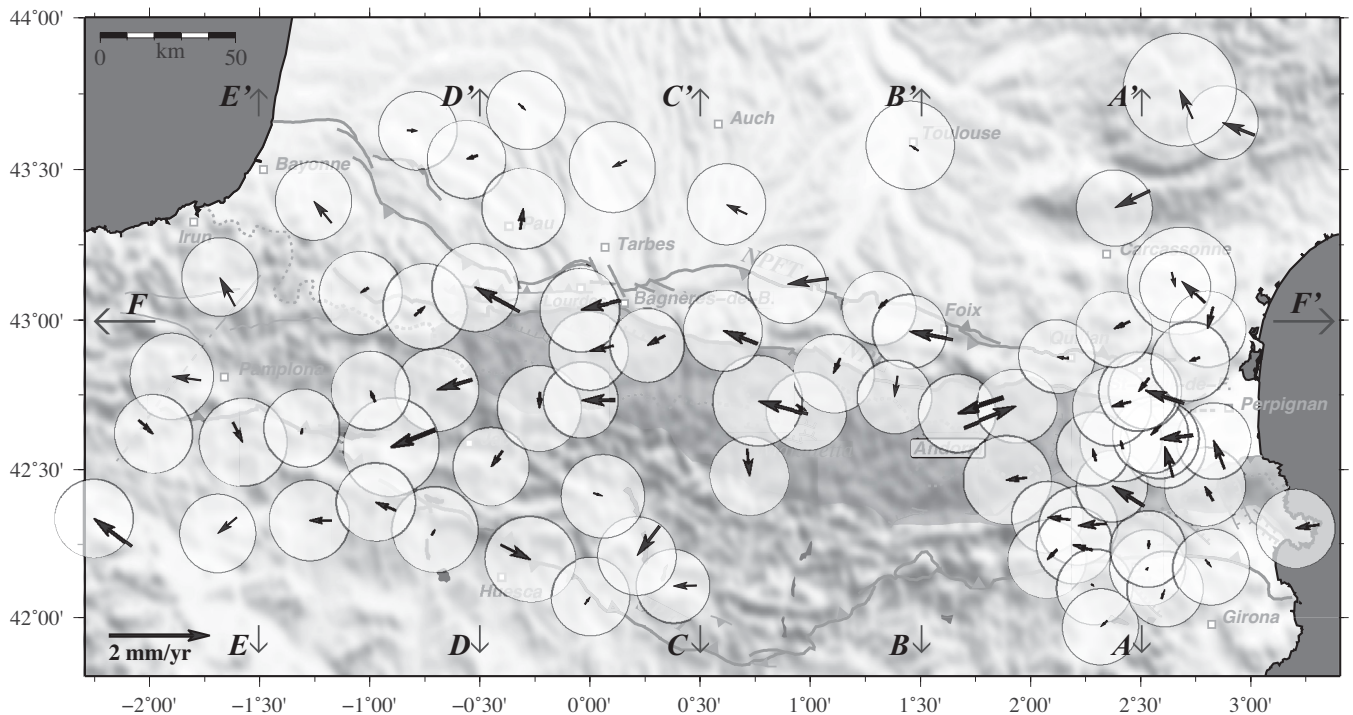 44˚00'
0
km
50
E'
D'
C'
B'
A'
Auch
Toulouse
43˚30'
Bayonne
Irun
Pau
Tarbes
Carcassonne
NPFT
Lourdes
Bagnères−de−B.
Foix
F
F'
43˚00'
Pamplona
Perpignan
42˚30'
Andorra
Huesca
42˚00'
Girona
2 mm/yr
E
D
C
B
A
−2˚00'
−1˚30'
−1˚00'
−0˚30'
0˚00'
0˚30'
1˚00'
1˚30'
2˚00'
2˚30'
3˚00'